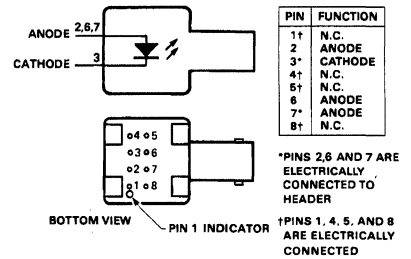 ANODE 2,6,7
CATHODE 3
PIN FUNCTION
1† N.C.
2 ANODE
3* CATHODE
4† N.C.
5† N.C.
6 ANODE
7* ANODE
8† N.C.
4 5
3 6
2 7
1 8
BOTTOM VIEW
PIN 1 INDICATOR
*PINS 2,6 AND 7 ARE
ELECTRICALLY
CONNECTED TO
HEADER
†PINS 1, 4, 5, AND 8
ARE ELECTRICALLY
CONNECTED